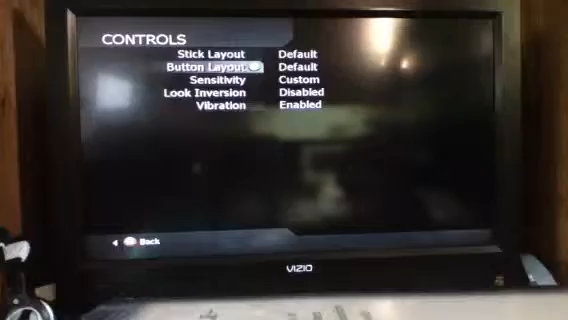 CONTROLS
Stick Layout Default
Button Layout Default
Sensitivity Custom
Look Inversion Disabled
Vibration Enabled
Back
VIZIO